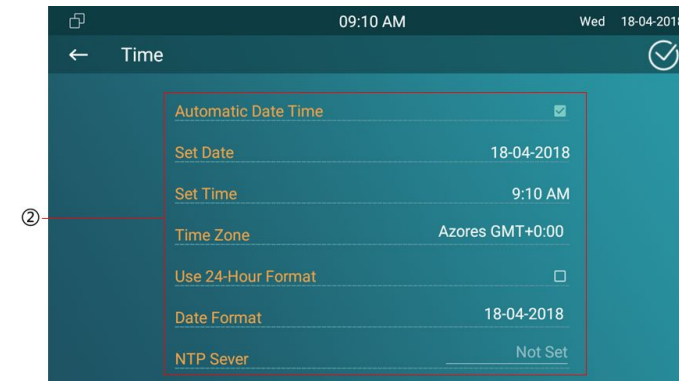 09:10 AM Wed 18-04-2018
Time
Automatic Date Time
Set Date 18-04-2018
Set Time 9:10 AM
②
Time Zone Azores GMT+0:00
Use 24-Hour Format
Date Format 18-04-2018
NTP Sever Not Set